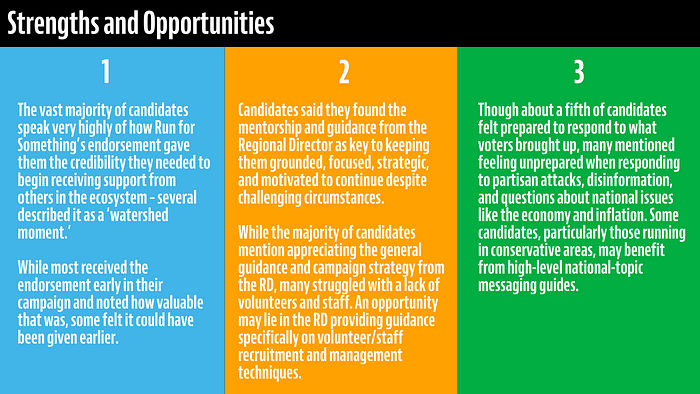 Strengths and Opportunities
1
The vast majority of candidates
speak very highly of how Run for
Something's endorsement gave
them the credibility they needed to
begin receiving support from
others in the ecosystem - several
described it as a 'watershed
moment.'
While most received the
endorsement early in their
campaign and noted how valuable
that was, some felt it could have
been given earlier.
2
Candidates said they found the
mentorship and guidance from the
Regional Director as key to keeping
them grounded, focused, strategic,
and motivated to continue despite
challenging circumstances.
While the majority of candidates
mention appreciating the general
guidance and campaign strategy from
the RD, many struggled with a lack of
volunteers and staff. An opportunity
may lie in the RD providing guidance
specifically on volunteer/staff
recruitment and management
techniques.
3
Though about a fifth of candidates
felt prepared to respond to what
voters brought up, many mentioned
feeling unprepared when responding
to partisan attacks, disinformation,
and questions about national issues
like the economy and inflation. Some
candidates, particularly those running
in conservative areas, may benefit
from high-level national-topic
messaging guides.